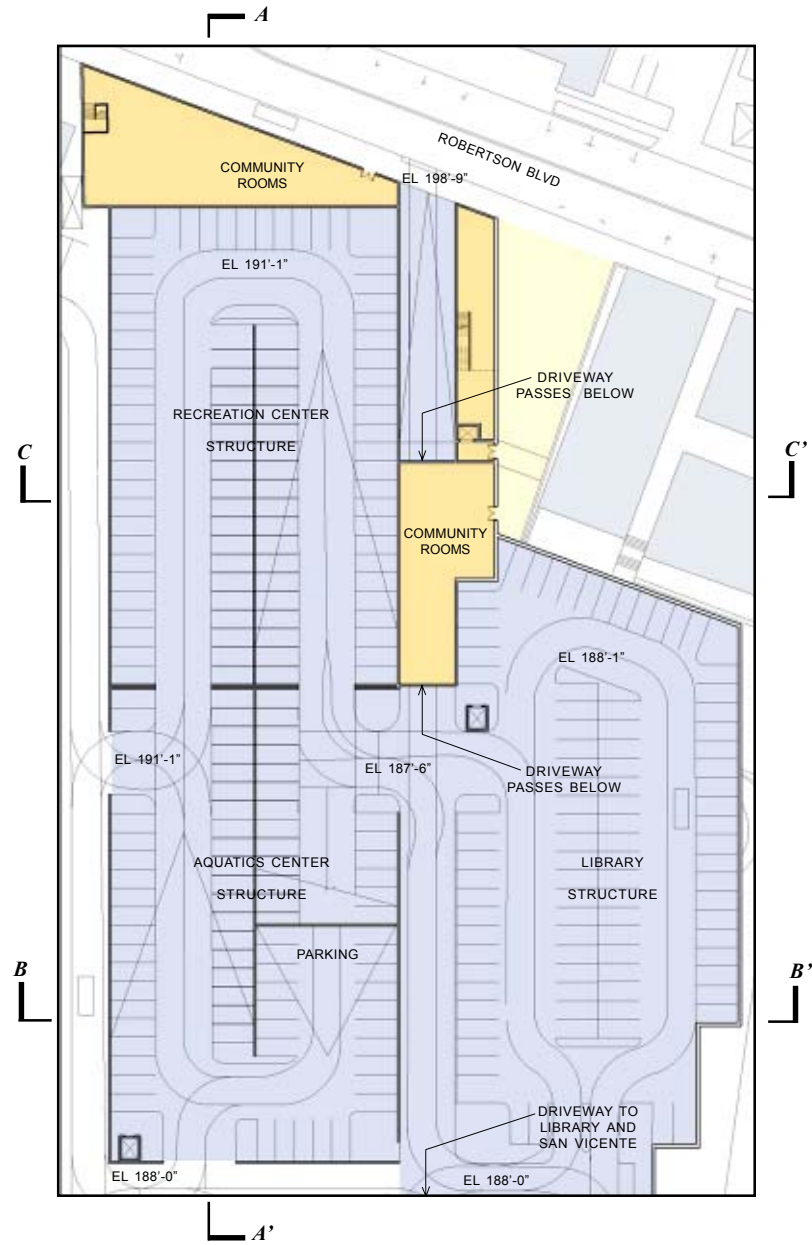 A
ROBERTSON BLVD
COMMUNITY
ROOMS
EL 198'-9"
EL 191'-1"
DRIVEWAY
PASSES BELOW
RECREATION CENTER
STRUCTURE
C
C'
COMMUNITY
ROOMS
EL 188'-1"
EL 191'-1"
EL 187'-6"
DRIVEWAY
PASSES BELOW
AQUATICS CENTER
STRUCTURE
LIBRARY
STRUCTURE
PARKING
B
B'
DRIVEWAY TO
LIBRARY AND
SAN VICENTE
EL 188'-0"
EL 188'-0"
A'